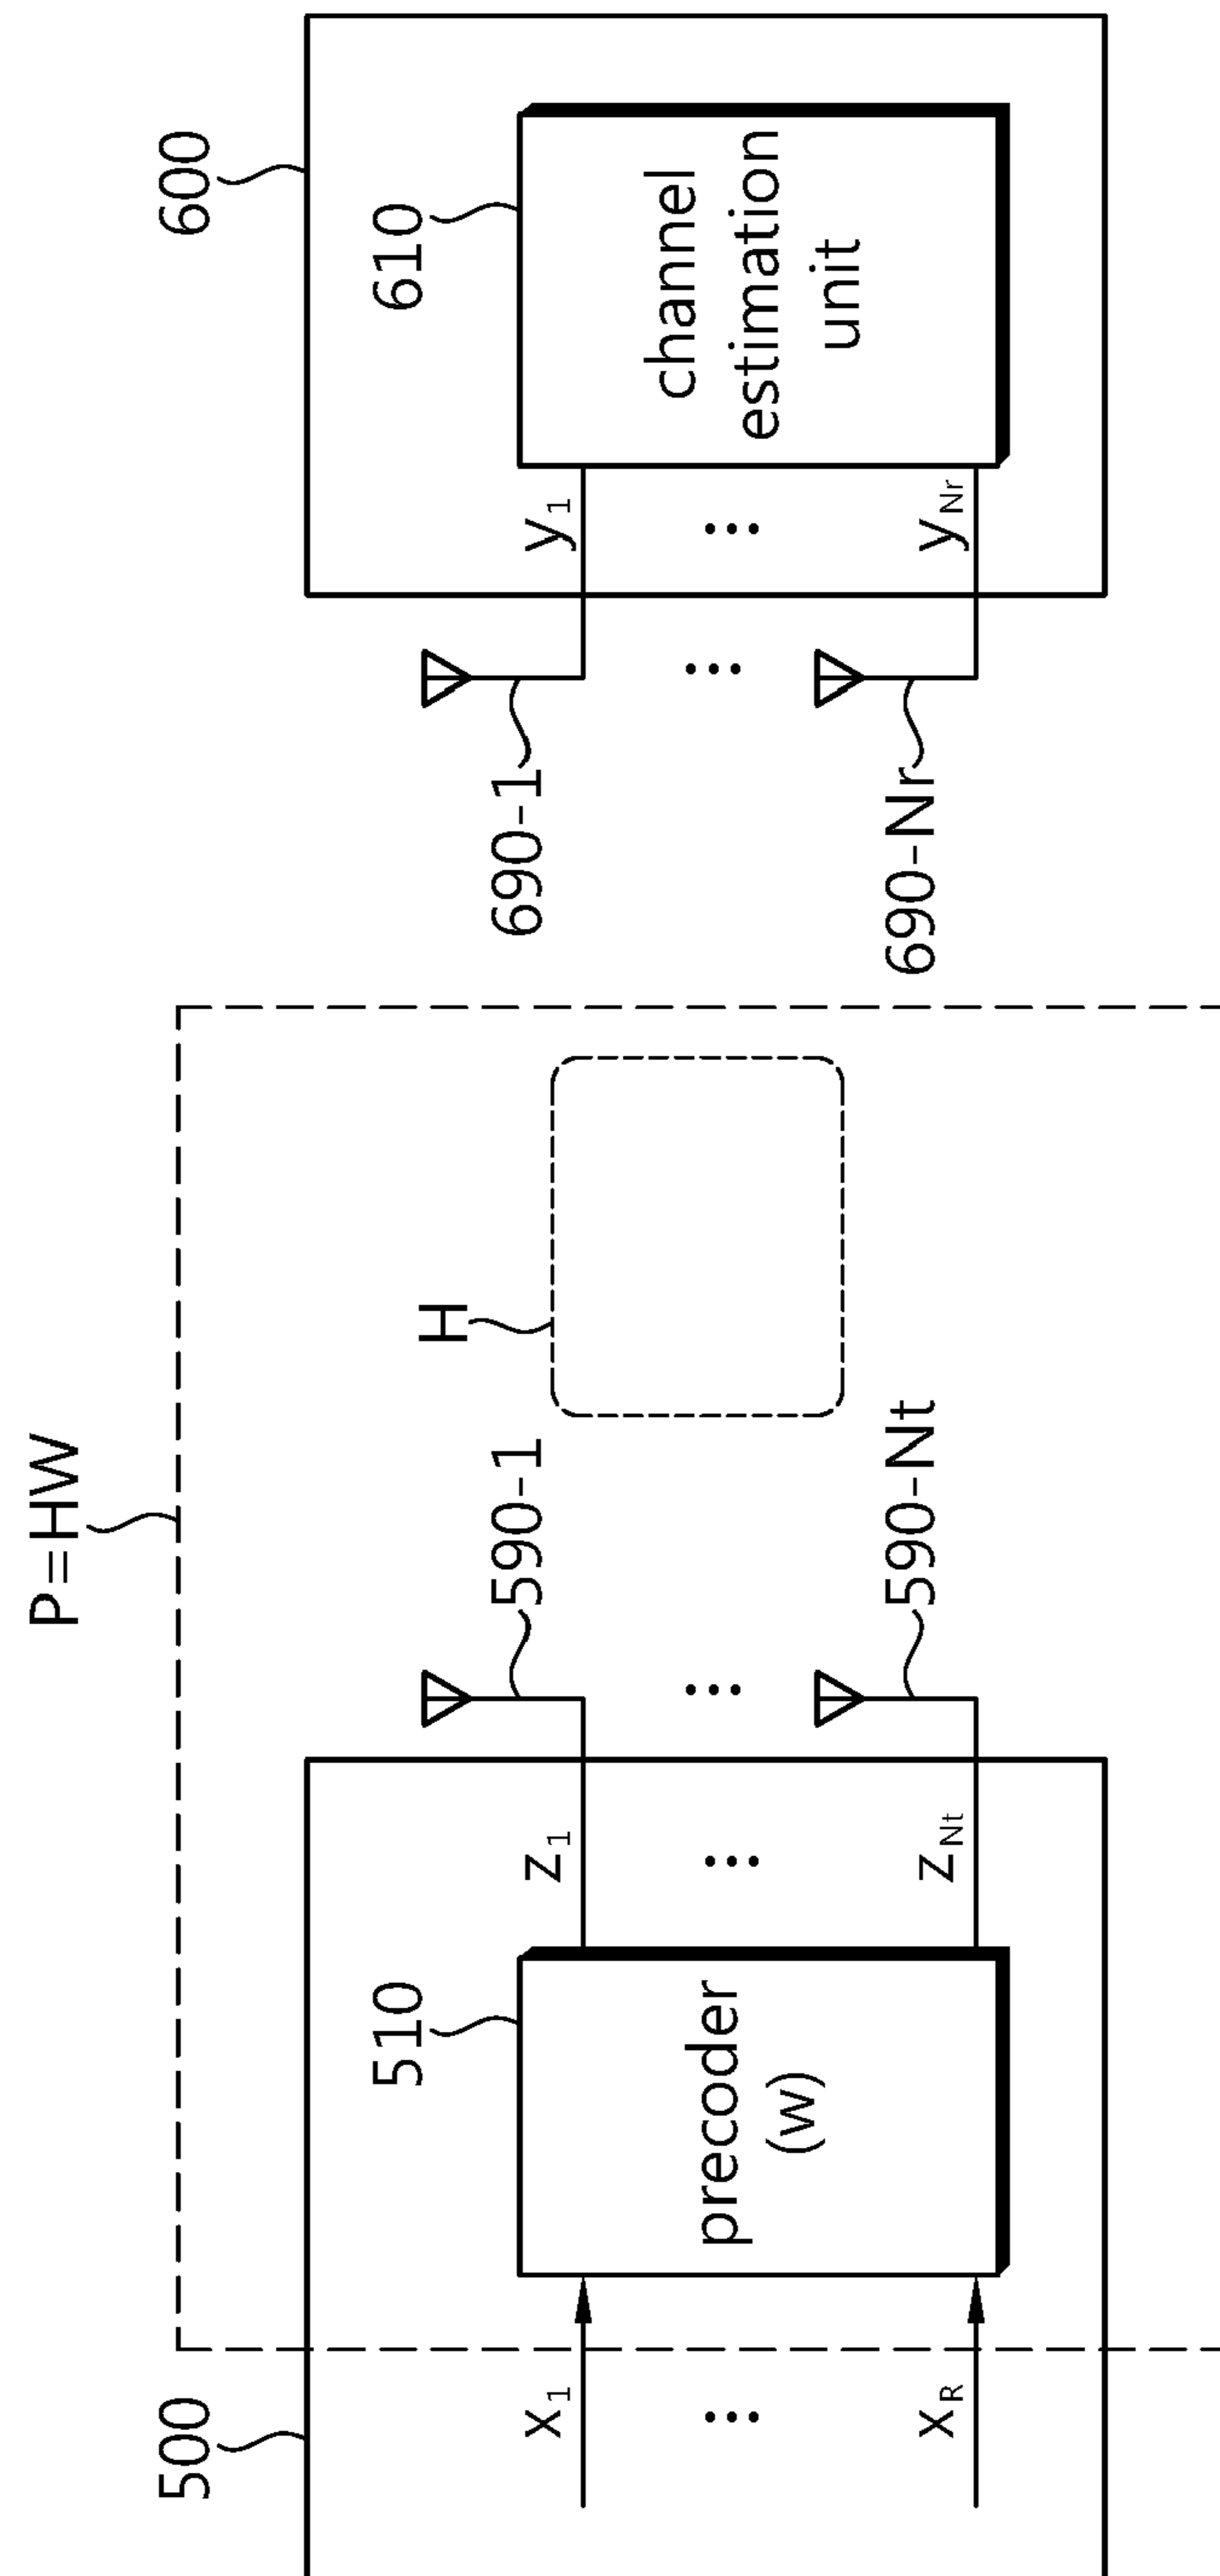 P=HW
500
510
x1
xR
precoder
(w)
z1
zNt
590-1
590-Nt
H
690-1
690-Nr
600
610
y1
yNr
channel
estimation
unit